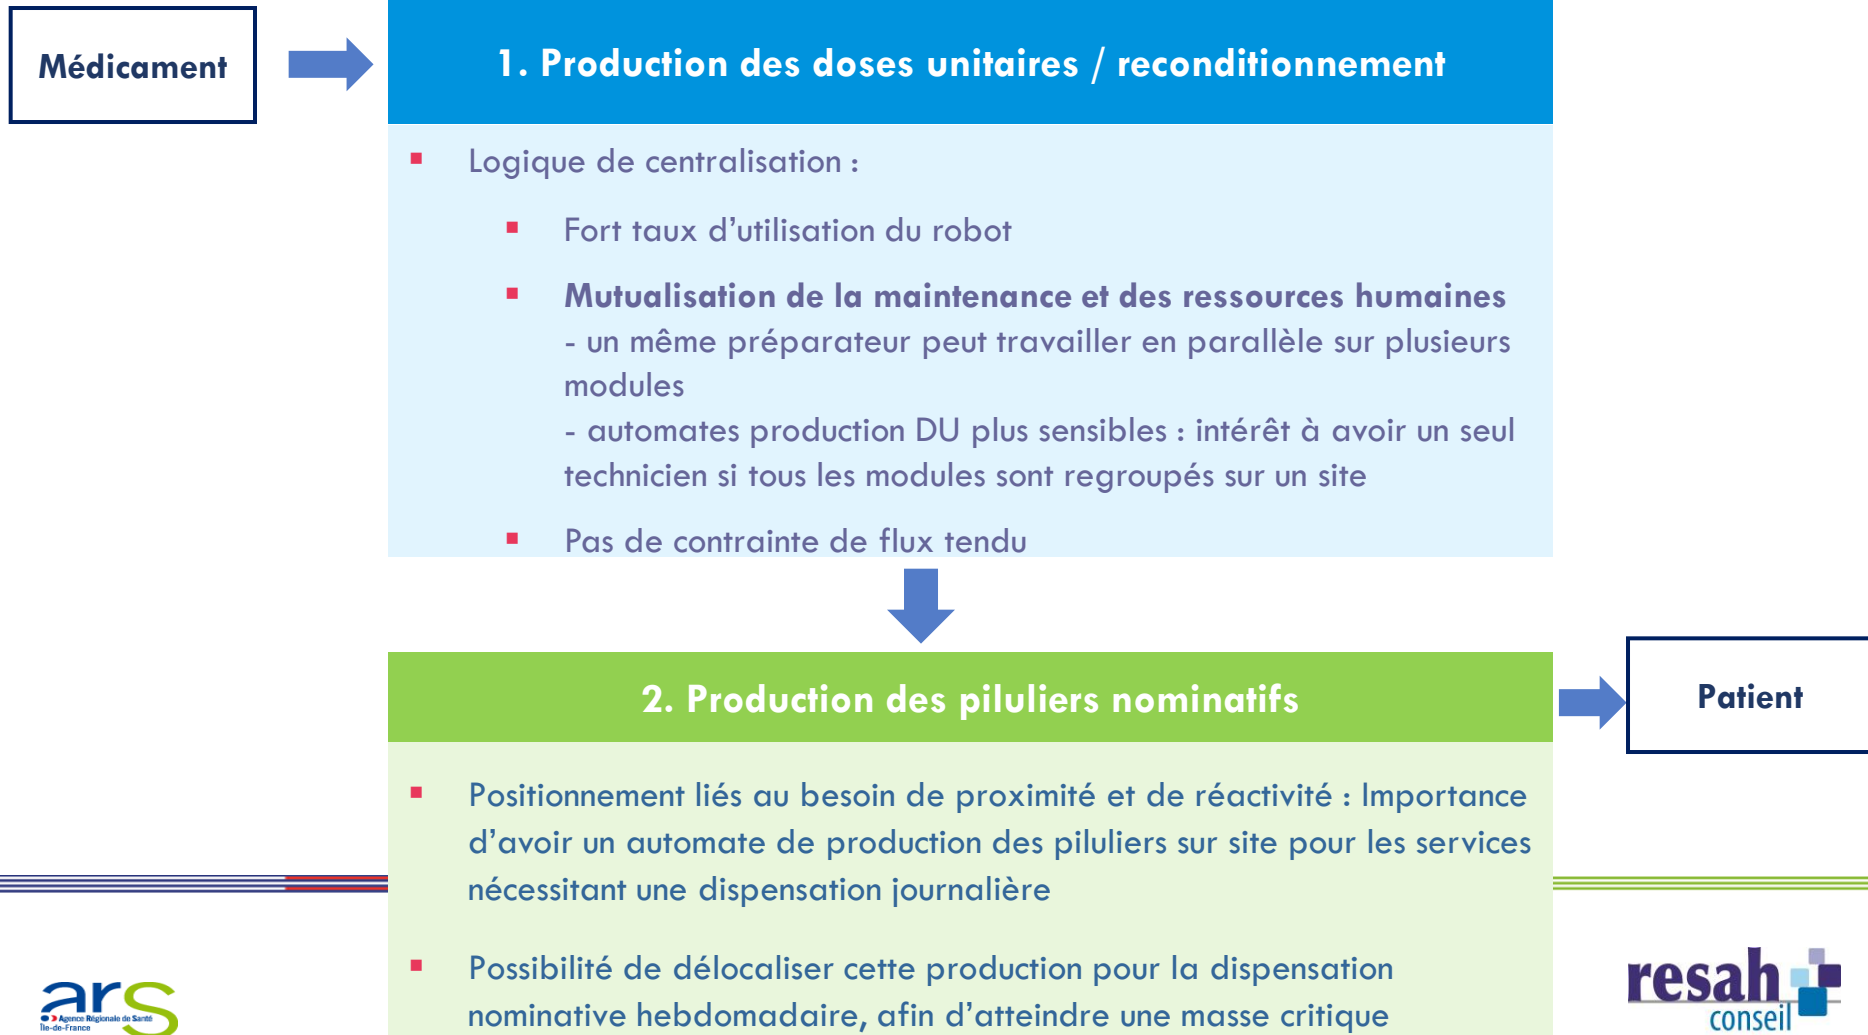 Médicament
1. Production des doses unitaires / reconditionnement
Logique de centralisation :
Fort taux d’utilisation du robot
Mutualisation de la maintenance et des ressources humaines
- un même préparateur peut travailler en parallèle sur plusieurs
modules
- automates production DU plus sensibles : intérêt à avoir un seul
technicien si tous les modules sont regroupés sur un site
Pas de contrainte de flux tendu
2. Production des piluliers nominatifs
Patient
Positionnement liés au besoin de proximité et de réactivité : Importance
d’avoir un automate de production des piluliers sur site pour les services
nécessitant une dispensation journalière
Possibilité de délocaliser cette production pour la dispensation
nominative hebdomadaire, afin d’atteindre une masse critique
ars
Agence Régionale de Santé
Île-de-France
resah
conseil